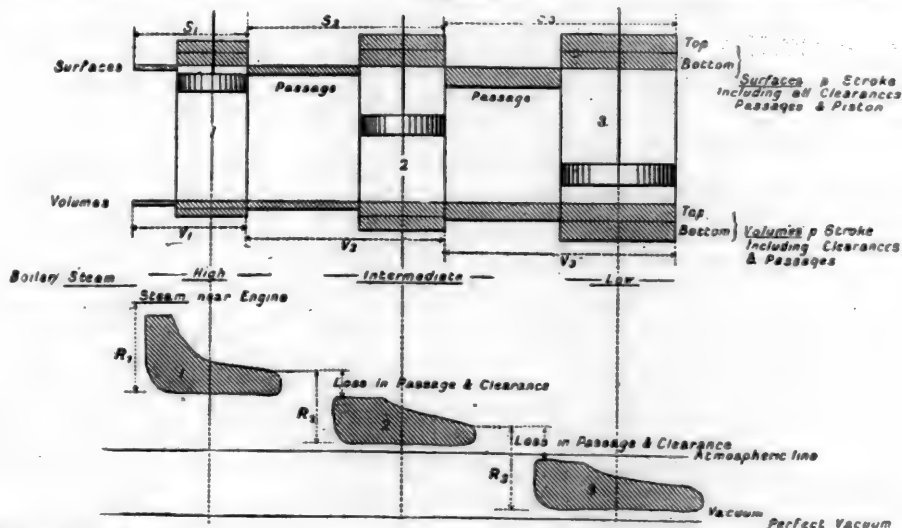 S₁ S₂ S₃
Surfaces
Top
Bottom
Surfaces p Stroke
Including all Clearances
Passages & Piston
Passage
Passage
1
2
3
Volumes
Top
Bottom
Volumes p Stroke
Including Clearances
& Passages
V₁
V₂
V₃
Boiler Steam
High
Intermediate
Low
Steam near Engine
R₁
1
Loss in Passage & Clearance
R₂
2
Loss in Passage & Clearance
Atmospheric line
R₃
3
Vacuum
Perfect Vacuum